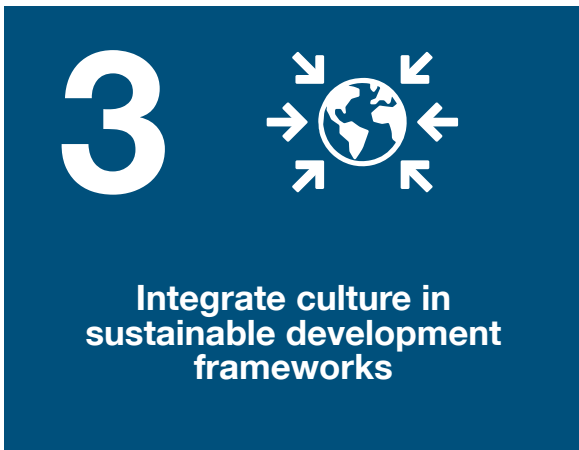 3
Integrate culture in
sustainable development
frameworks